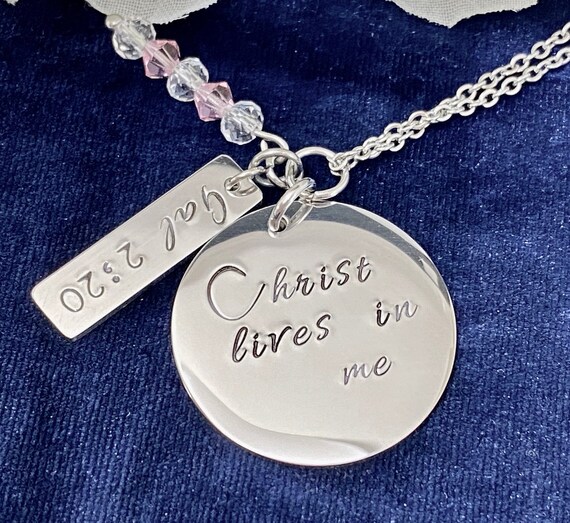 Gal 2:20
Christ
lives in
me